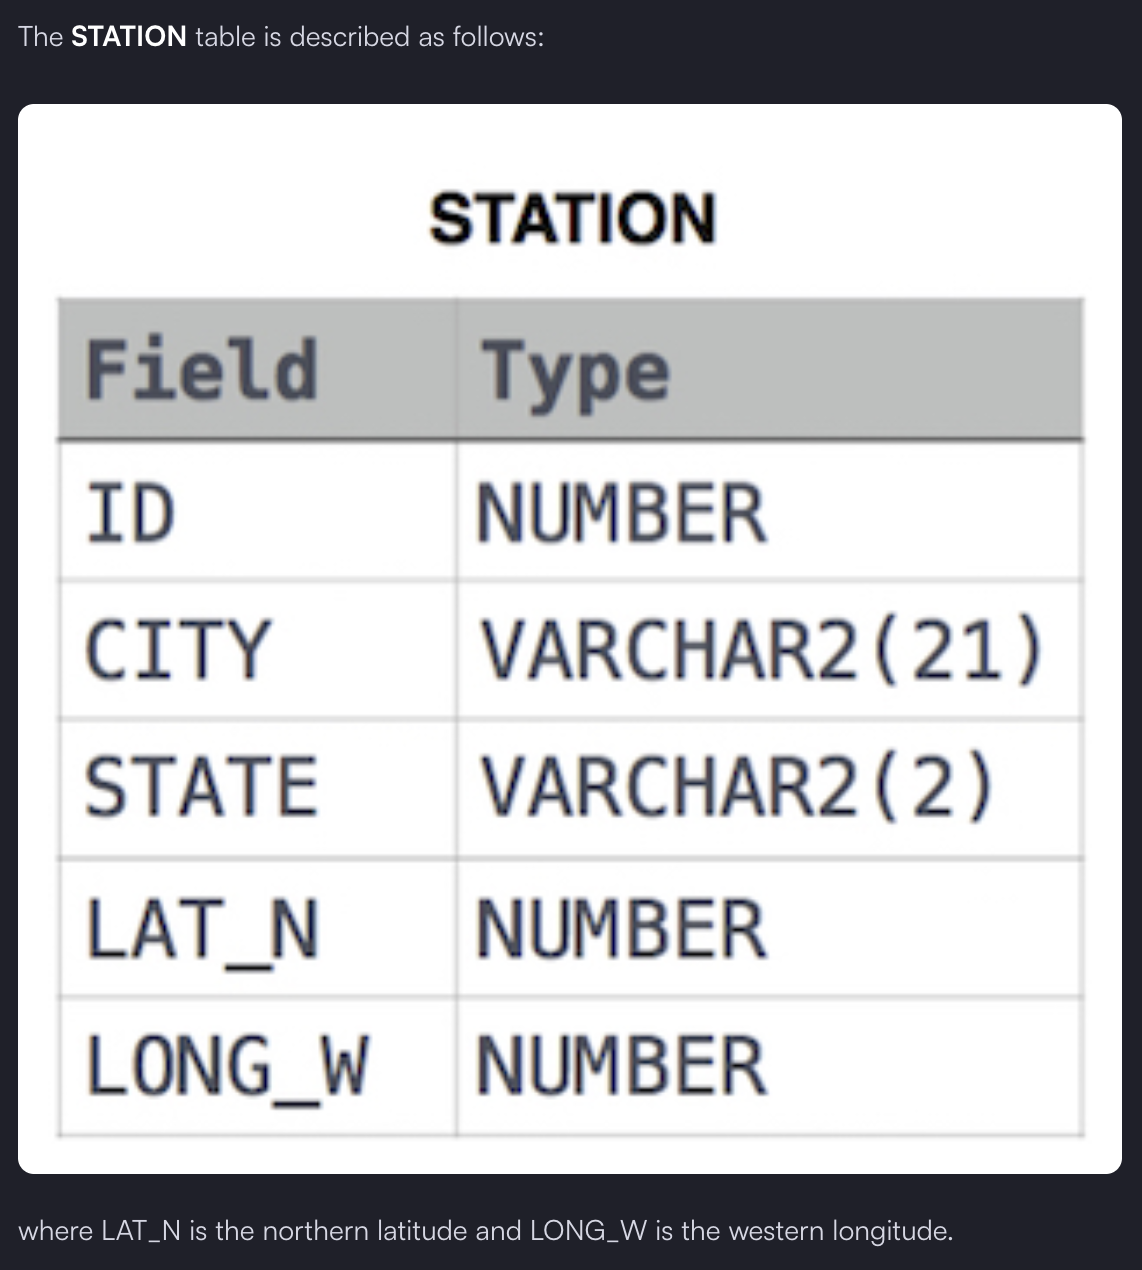 The STATION table is described as follows:
STATION
Field Type
ID NUMBER
CITY VARCHAR2(21)
STATE VARCHAR2(2)
LAT_N NUMBER
LONG_W NUMBER
where LAT_N is the northern latitude and LONG_W is the western longitude.